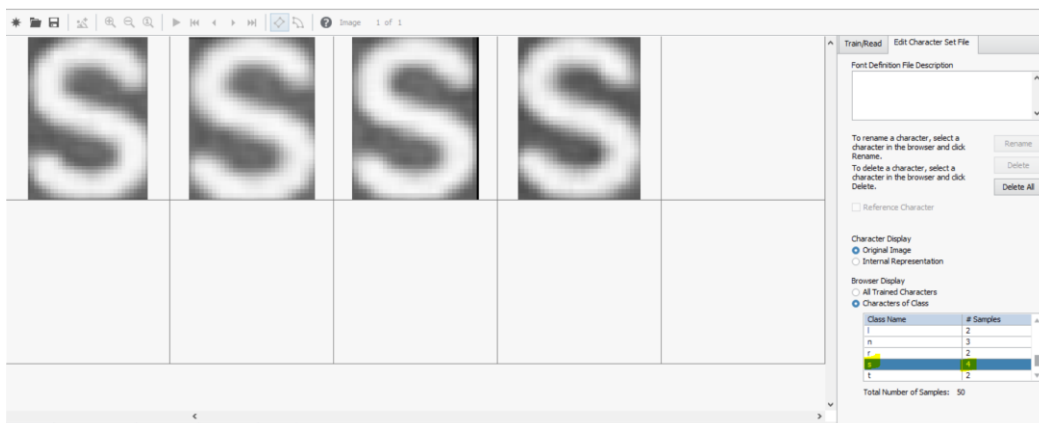 Image 1 of 1
S S S S
Train/Read Edit Character Set File
Font Definition File Description
To rename a character, select a
character in the browser and click
Rename.
Rename
To delete a character, select a
character in the browser and click
Delete.
Delete
Delete All
Reference Character
Character Display
Original Image
Internal Representation
Browser Display
All Trained Characters
Characters of Class
Class Name # Samples
l 2
n 3
r 2
s 4
t 2
Total Number of Samples: 50